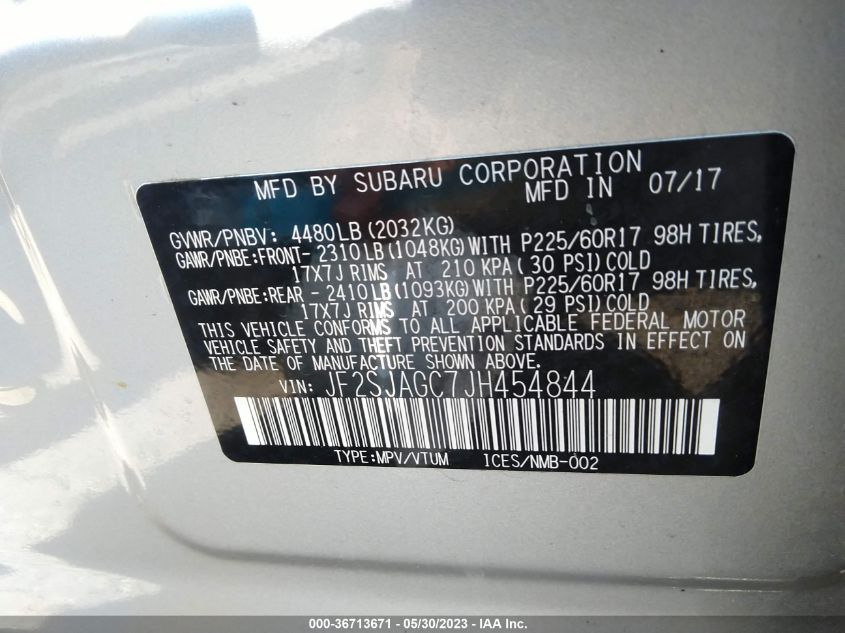 MFD BY SUBARU CORPORATION
MFD IN 07/17
GVWR/PNBV: 4480LB (2032KG)
GAWR/PNBE:FRONT- 2310LB (1048KG) WITH P225/60R17 98H TIRES,
17X7J RIMS AT 210 KPA ( 30 PSI) COLD
GAWR/PNBE:REAR - 2410LB (1093KG) WITH P225/60R17 98H TIRES,
17X7J RIMS AT 200 KPA ( 29 PSI) COLD
THIS VEHICLE CONFORMS TO ALL APPLICABLE FEDERAL MOTOR
VEHICLE SAFETY AND THEFT PREVENTION STANDARDS IN EFFECT ON
THE DATE OF MANUFACTURE SHOWN ABOVE.
VIN: JF2SJAGC7JH454844
TYPE:MPV/VTUM ICES/NMB-002
000-36713671 - 05/30/2023 - IAA Inc.